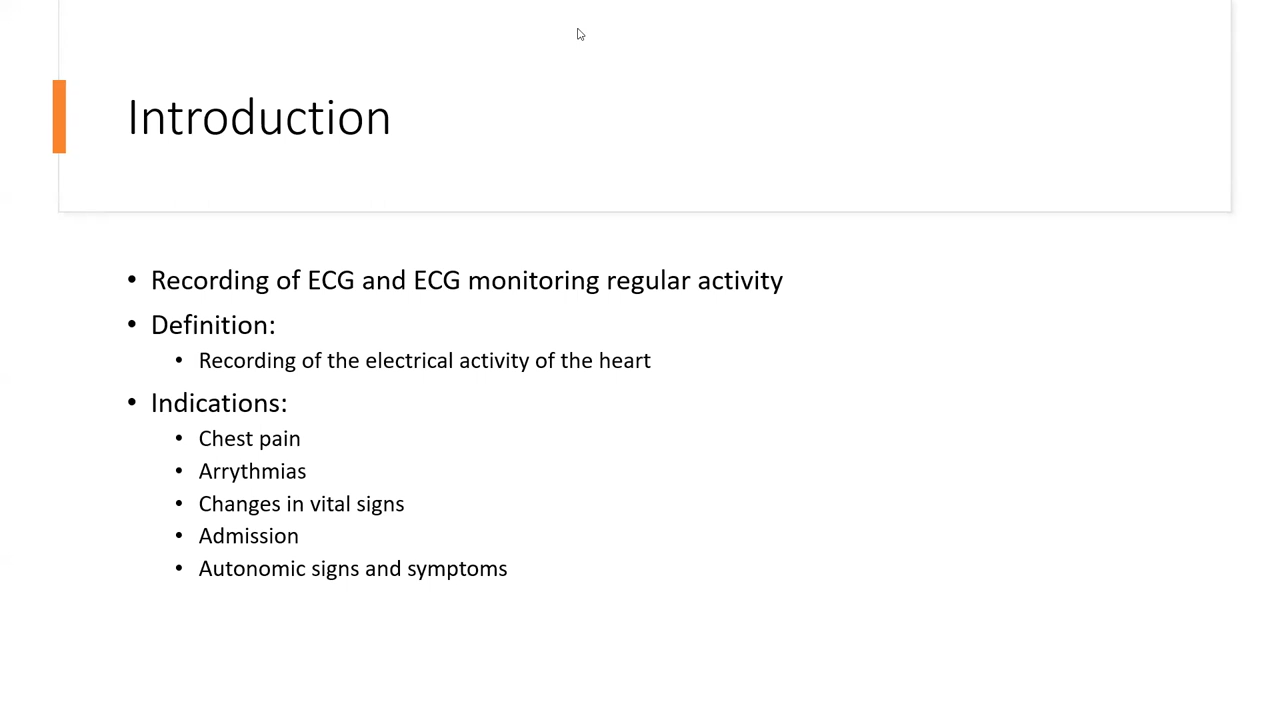 Introduction
• Recording of ECG and ECG monitoring regular activity
• Definition:
• Recording of the electrical activity of the heart
• Indications:
• Chest pain
• Arrythmias
• Changes in vital signs
• Admission
• Autonomic signs and symptoms